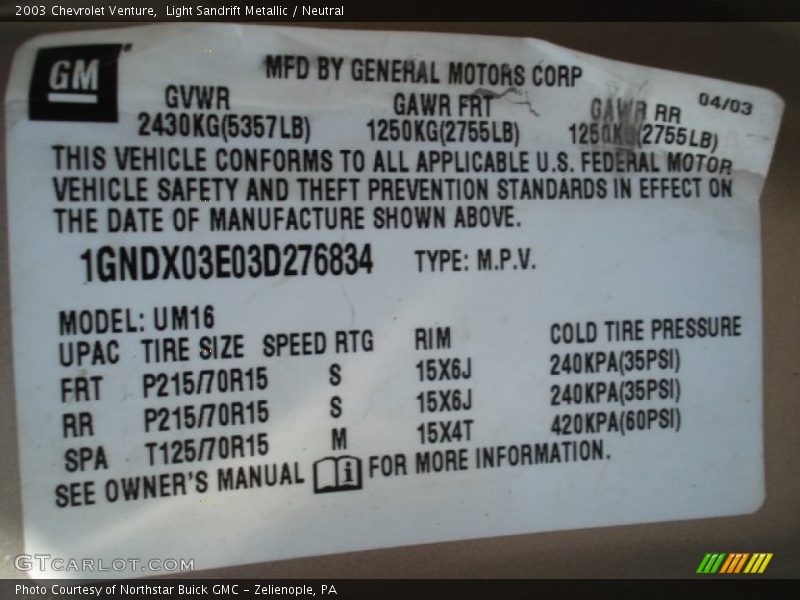 2003 Chevrolet Venture, Light Sandrift Metallic / Neutral
GM
MFD BY GENERAL MOTORS CORP
GVWR GAWR FRT GAWR RR 04/03
2430KG(5357LB) 1250KG(2755LB) 1250KG(2755LB)
THIS VEHICLE CONFORMS TO ALL APPLICABLE U.S. FEDERAL MOTOR
VEHICLE SAFETY AND THEFT PREVENTION STANDARDS IN EFFECT ON
THE DATE OF MANUFACTURE SHOWN ABOVE.
1GNDX03E03D276834 TYPE: M.P.V.
MODEL: UM16
UPAC TIRE SIZE SPEED RTG RIM COLD TIRE PRESSURE
FRT P215/70R15 S 15X6J 240KPA(35PSI)
RR P215/70R15 S 15X6J 240KPA(35PSI)
SPA T125/70R15 M 15X4T 420KPA(60PSI)
SEE OWNER'S MANUAL i FOR MORE INFORMATION.
GTCARLOT.COM
Photo Courtesy of Northstar Buick GMC - Zelienople, PA